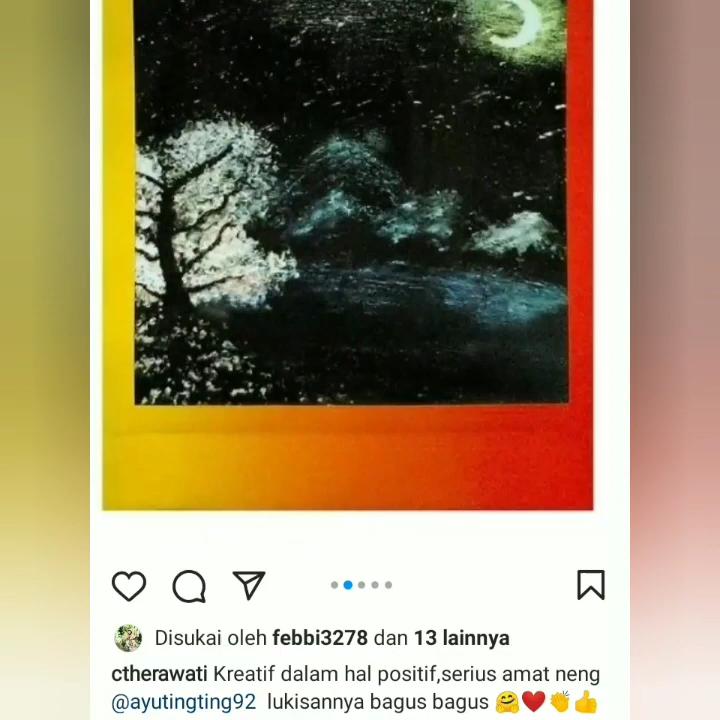 Disukai oleh febbi3278 dan 13 lainnya
ctherawati Kreatif dalam hal positif,serius amat neng
@ayutingting92 lukisannya bagus bagus 🤗❤️👏👍